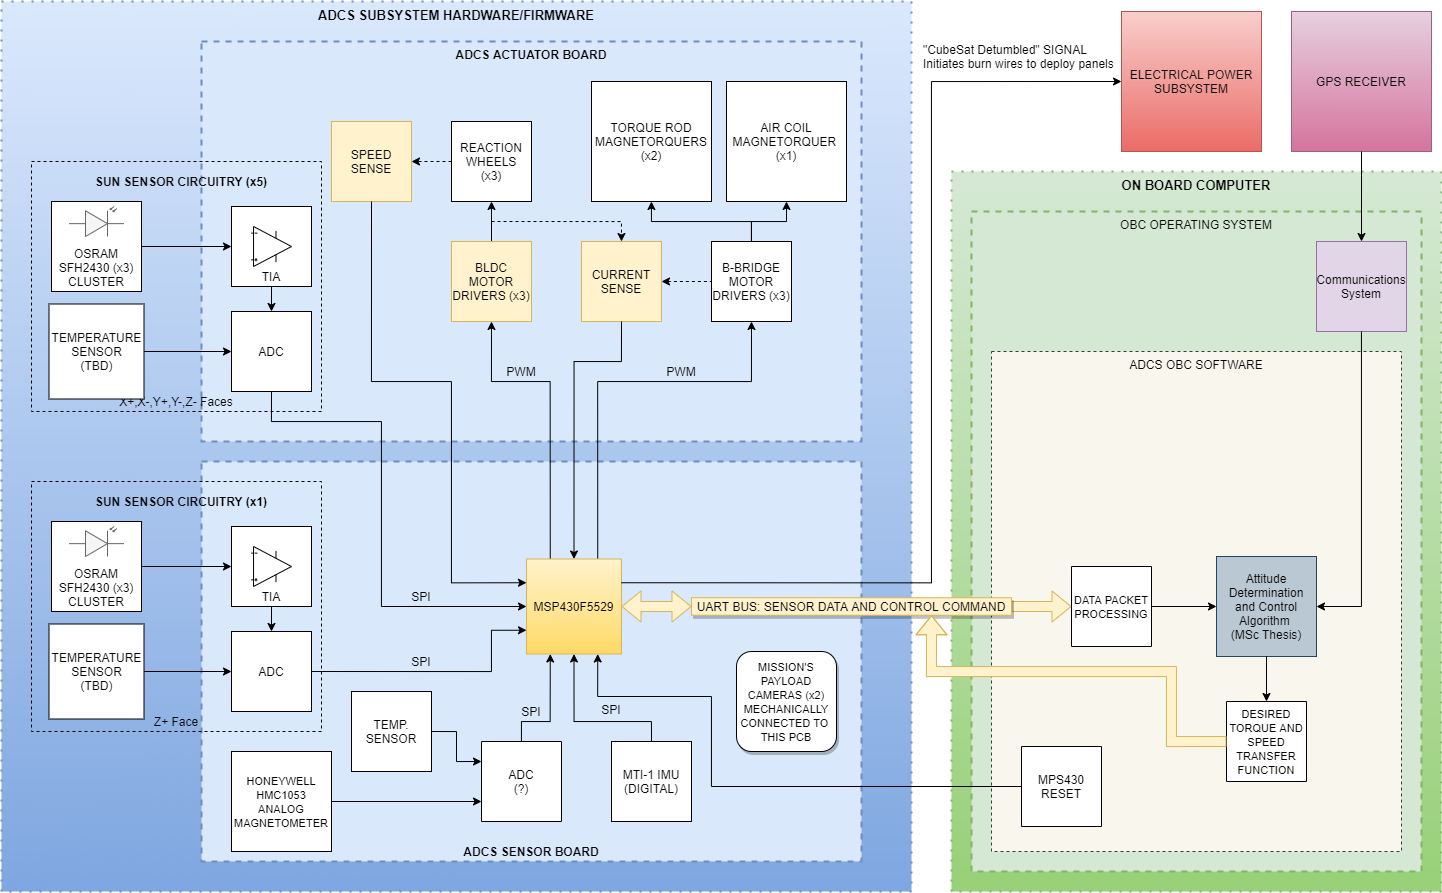 ADCS SUBSYSTEM HARDWARE/FIRMWARE
ADCS ACTUATOR BOARD
SPEED
SENSE
REACTION
WHEELS
(x3)
TORQUE ROD
MAGNETORQUERS
(x2)
AIR COIL
MAGNETORQUER
(x1)
"CubeSat Detumbled" SIGNAL
Initiates burn wires to deploy panels
ELECTRICAL POWER
SUBSYSTEM
GPS RECEIVER
SUN SENSOR CIRCUITRY (x5)
OSRAM
SFH2430 (x3)
CLUSTER
TIA
TEMPERATURE
SENSOR
(TBD)
ADC
X+,X-,Y+,Y-,Z- Faces
BLDC
MOTOR
DRIVERS (x3)
CURRENT
SENSE
B-BRIDGE
MOTOR
DRIVERS (x3)
PWM
PWM
ON BOARD COMPUTER
OBC OPERATING SYSTEM
Communications
System
ADCS OBC SOFTWARE
SUN SENSOR CIRCUITRY (x1)
OSRAM
SFH2430 (x3)
CLUSTER
TIA
TEMPERATURE
SENSOR
(TBD)
ADC
Z+ Face
SPI
SPI
MSP430F5529
UART BUS: SENSOR DATA AND CONTROL COMMAND
DATA PACKET
PROCESSING
Attitude
Determination
and Control
Algorithm
(MSc Thesis)
MISSION'S
PAYLOAD
CAMERAS (x2)
MECHANICALLY
CONNECTED TO
THIS PCB
TEMP.
SENSOR
SPI
SPI
HONEYWELL
HMC1053
ANALOG
MAGNETOMETER
ADC
(?)
MTI-1 IMU
(DIGITAL)
DESIRED
TORQUE AND
SPEED
TRANSFER
FUNCTION
MPS430
RESET
ADCS SENSOR BOARD